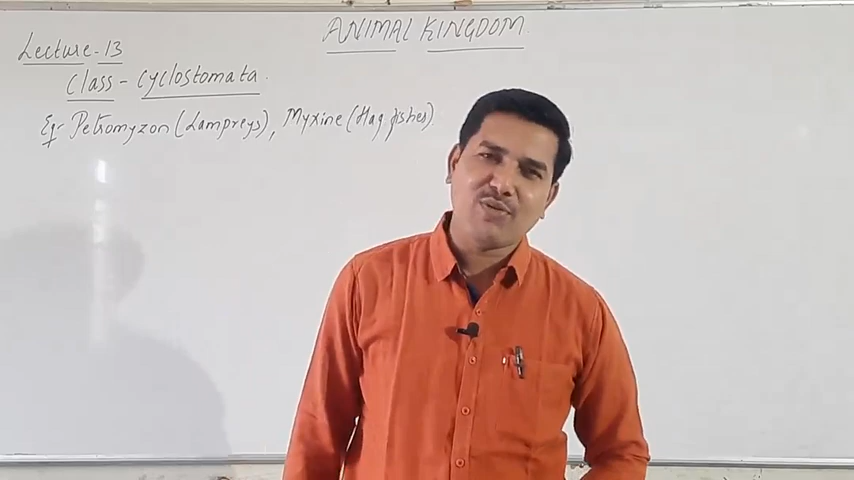 ANIMAL KINGDOM
Lecture-13
Class - Cyclostomata.
Eg:- Petromyzon (Lampreys), Myxine (Hag fishes)